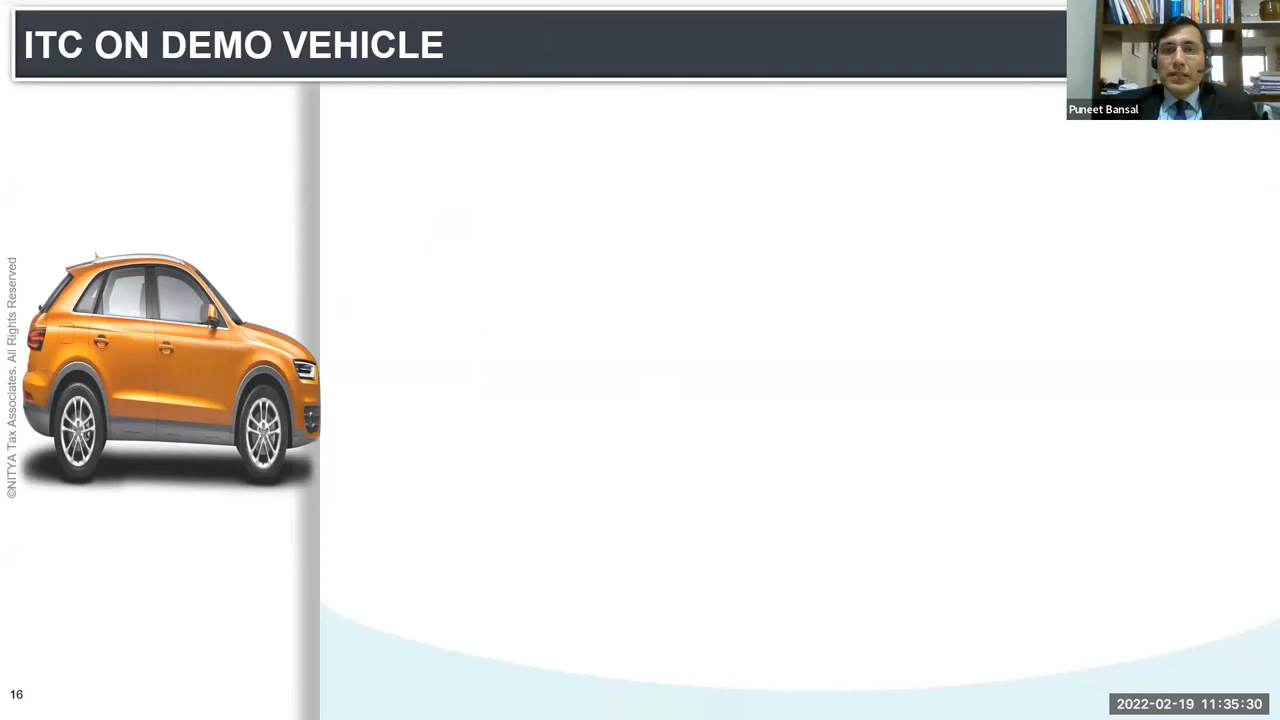 ITC ON DEMO VEHICLE
Puneet Bansal
©NITYA Tax Associates. All Rights Reserved
16
2022-02-19 11:35:30